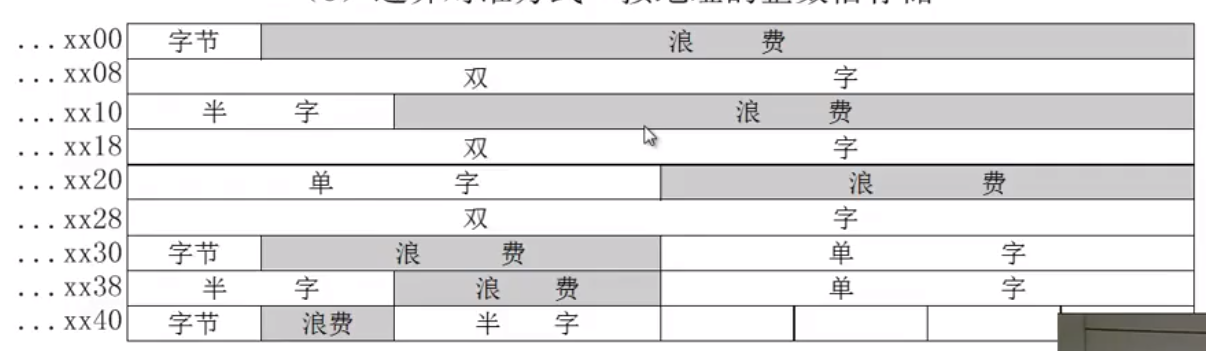 ...xx00 字节 浪 费
...xx08 双 字
...xx10 半 字 浪 费
...xx18 双 字
...xx20 单 字 浪 费
...xx28 双 字
...xx30 字节 浪 费 单 字
...xx38 半 字 浪 费 单 字
...xx40 字节 浪费 半 字